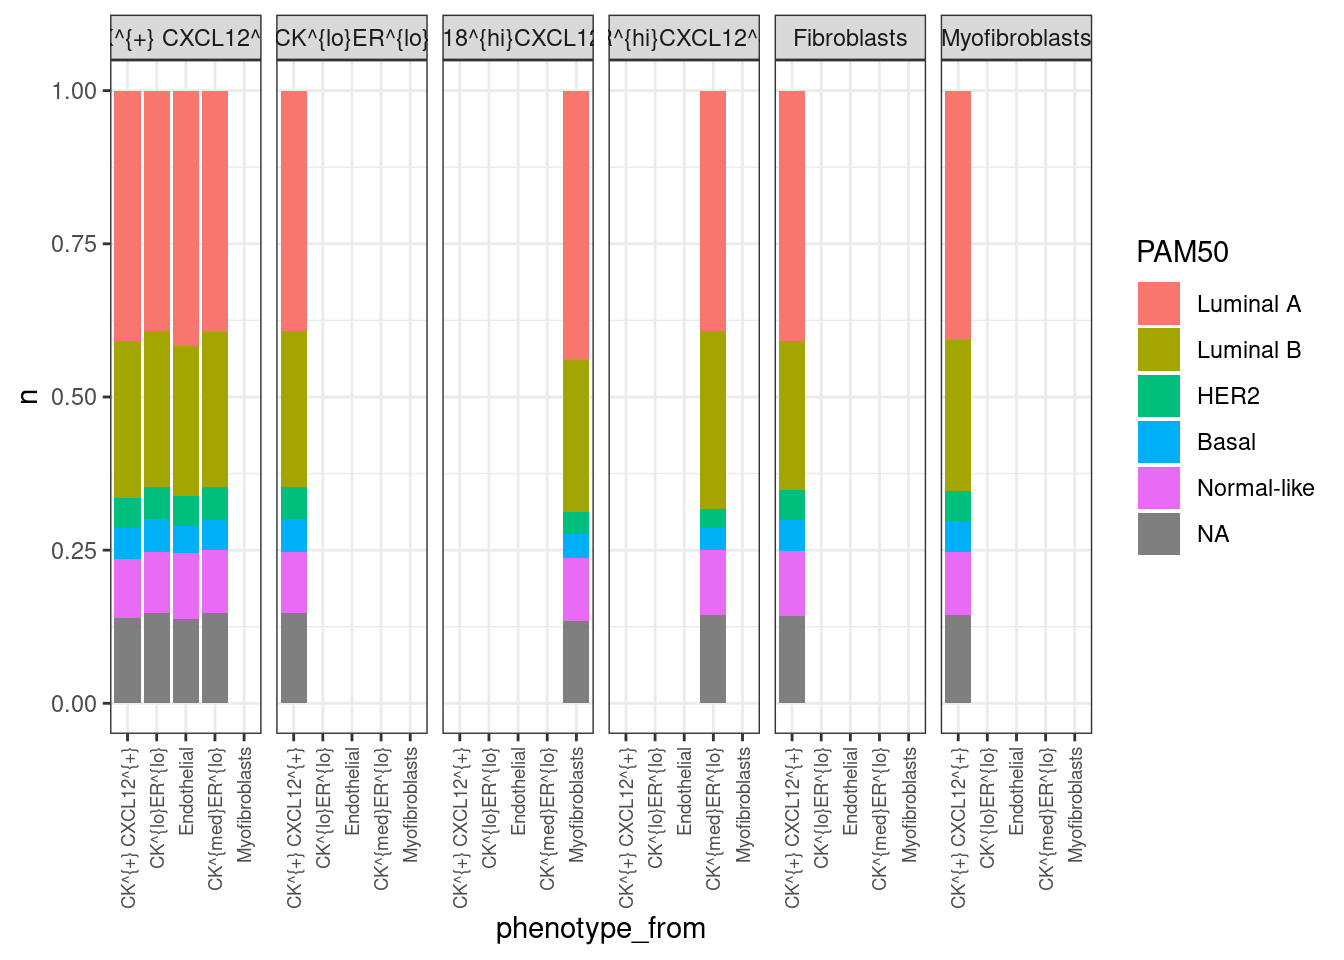 ^{+} CXCL12^
CK^{lo}ER^{lo}
18^{hi}CXCL12
^{hi}CXCL12^
Fibroblasts
Myofibroblasts
1.00
0.75
0.50
0.25
0.00
n
CK^{+} CXCL12^{+}
CK^{lo}ER^{lo}
Endothelial
CK^{med}ER^{lo}
Myofibroblasts
CK^{+} CXCL12^{+}
CK^{lo}ER^{lo}
Endothelial
CK^{med}ER^{lo}
Myofibroblasts
CK^{+} CXCL12^{+}
CK^{lo}ER^{lo}
Endothelial
CK^{med}ER^{lo}
Myofibroblasts
CK^{+} CXCL12^{+}
CK^{lo}ER^{lo}
Endothelial
CK^{med}ER^{lo}
Myofibroblasts
CK^{+} CXCL12^{+}
CK^{lo}ER^{lo}
Endothelial
CK^{med}ER^{lo}
Myofibroblasts
CK^{+} CXCL12^{+}
CK^{lo}ER^{lo}
Endothelial
CK^{med}ER^{lo}
Myofibroblasts
phenotype_from
PAM50
Luminal A
Luminal B
HER2
Basal
Normal-like
NA